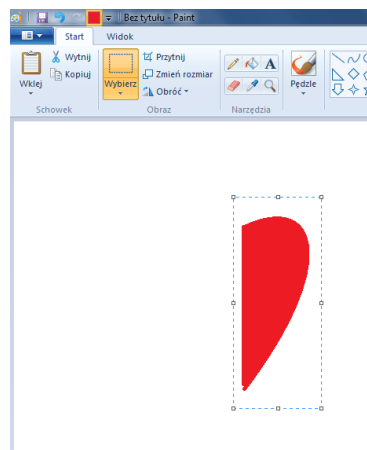 Bez tytułu - Paint
Start Widok
Wklej
Wytnij
Kopiuj
Schowek
Wybierz
Przytnij
Zmień rozmiar
Obróć
Obraz
A
Narzędzia
Pędzle